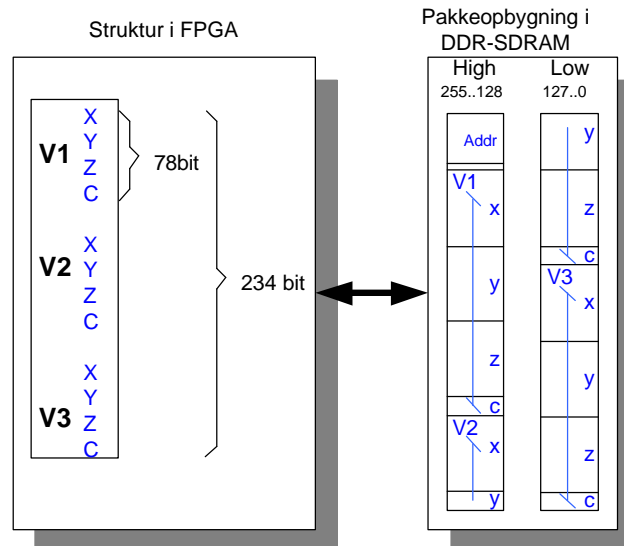 Struktur i FPGA
V1
X
Y
Z
C
78bit
V2
X
Y
Z
C
234 bit
V3
X
Y
Z
C
Pakkeopbygning i
DDR-SDRAM
High
255..128
Addr
V1
x
y
z
c
V2
x
y
Low
127..0
y
z
c
V3
x
y
z
c